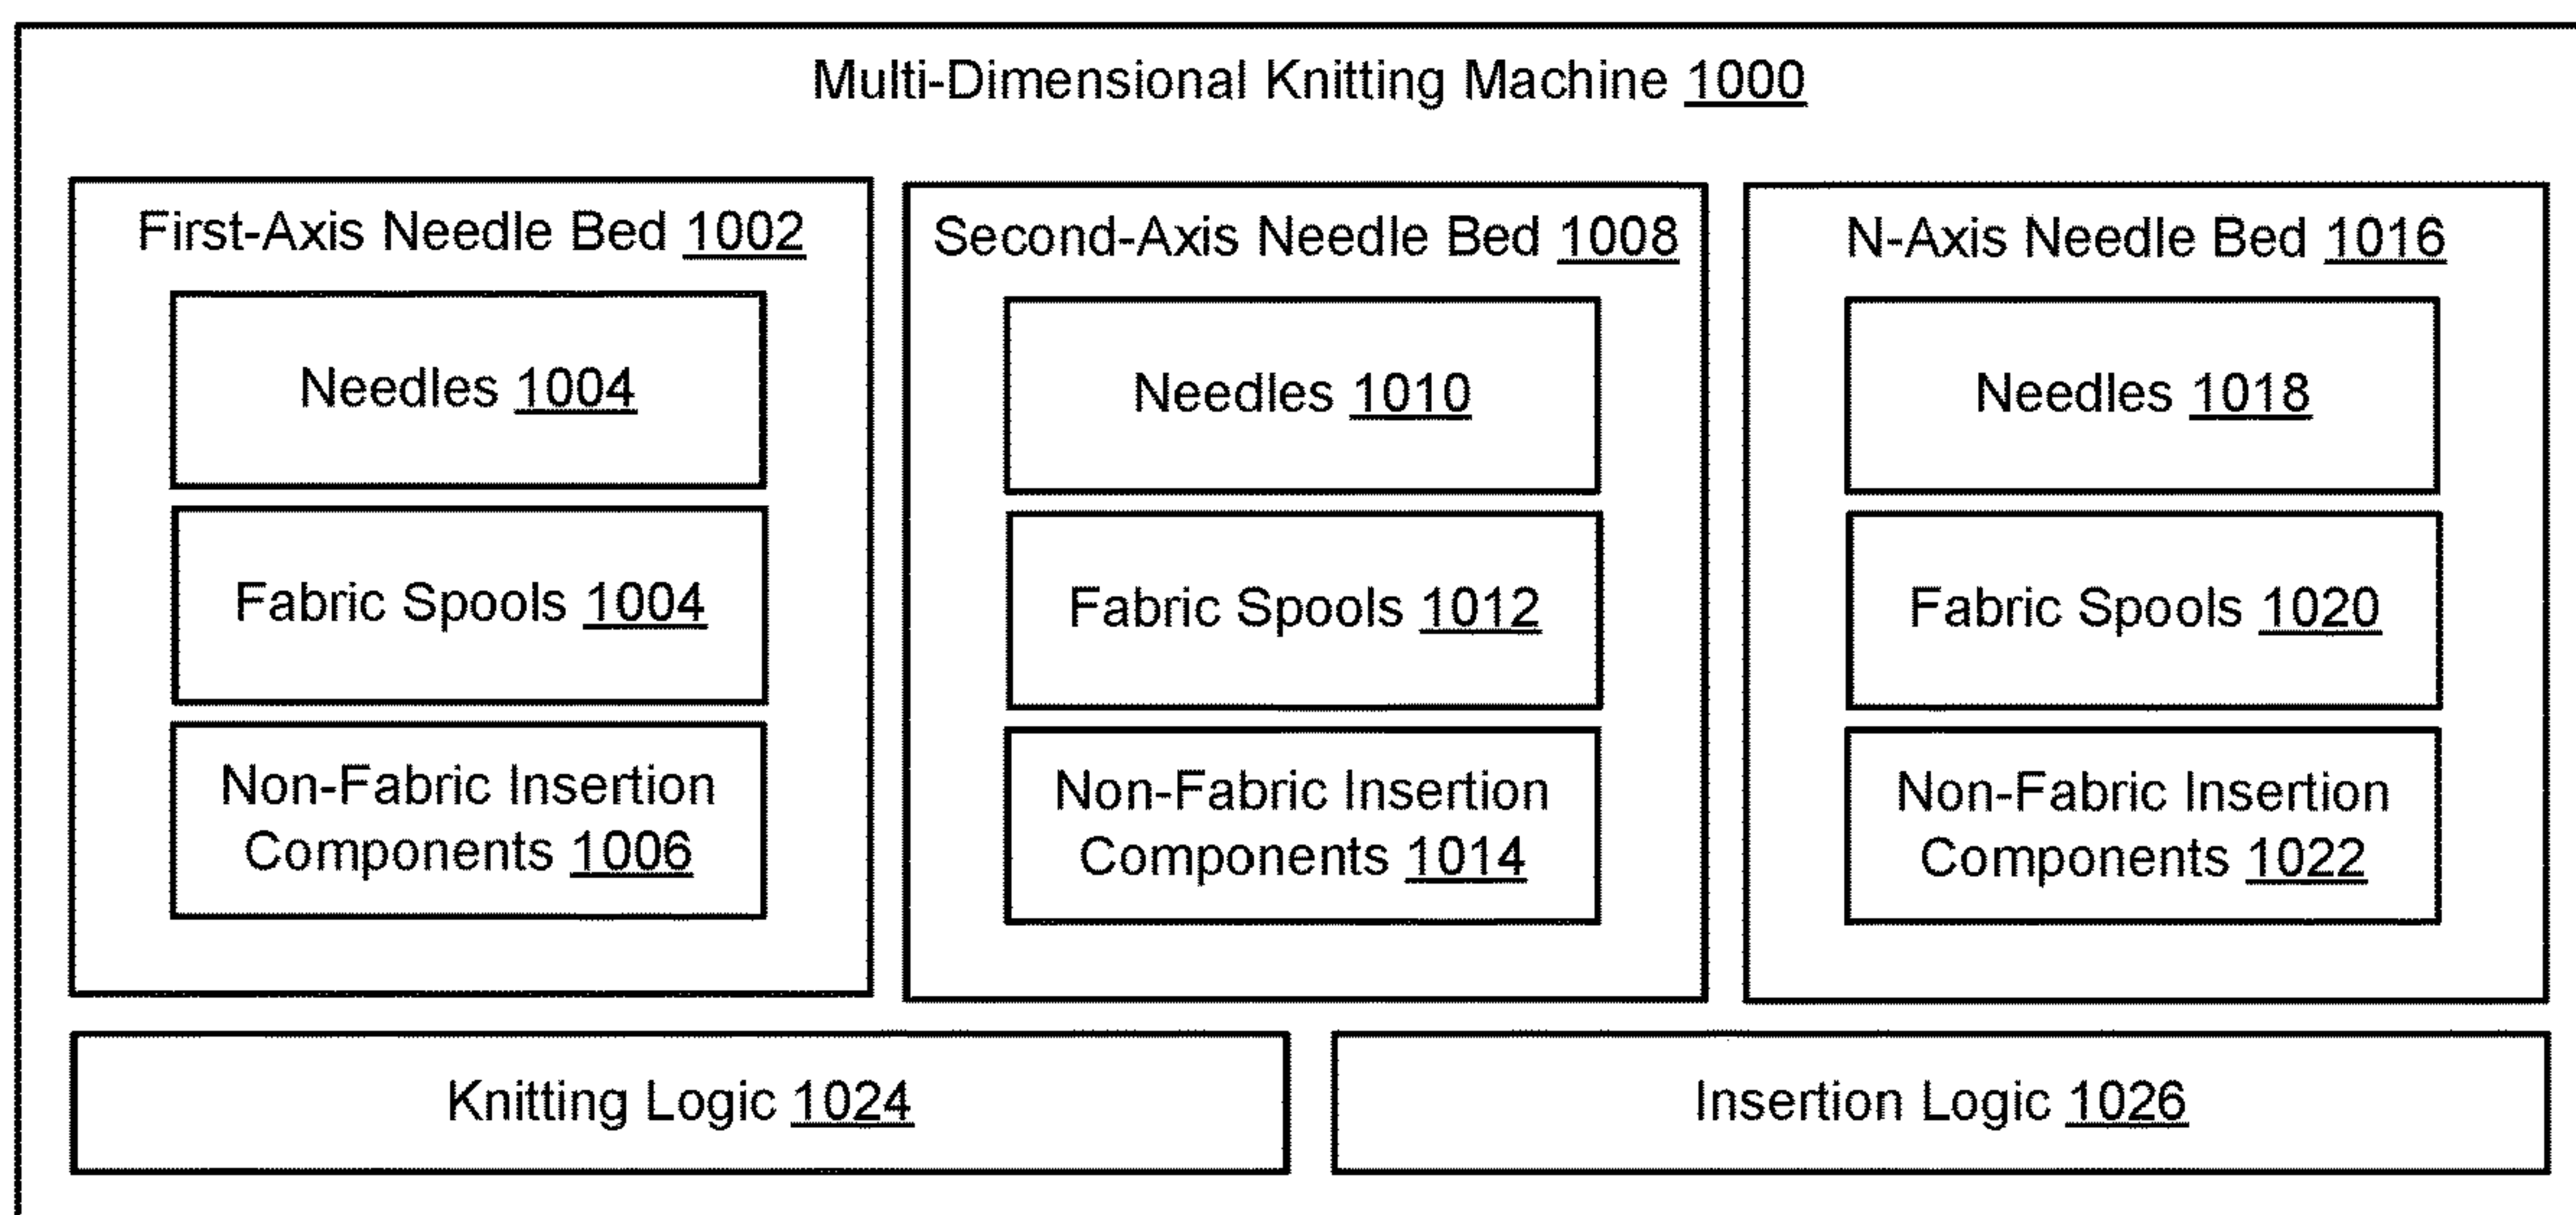 Multi-Dimensional Knitting Machine 1000
First-Axis Needle Bed 1002
Needles 1004
Fabric Spools 1004
Non-Fabric Insertion
Components 1006
Second-Axis Needle Bed 1008
Needles 1010
Fabric Spools 1012
Non-Fabric Insertion
Components 1014
N-Axis Needle Bed 1016
Needles 1018
Fabric Spools 1020
Non-Fabric Insertion
Components 1022
Knitting Logic 1024
Insertion Logic 1026